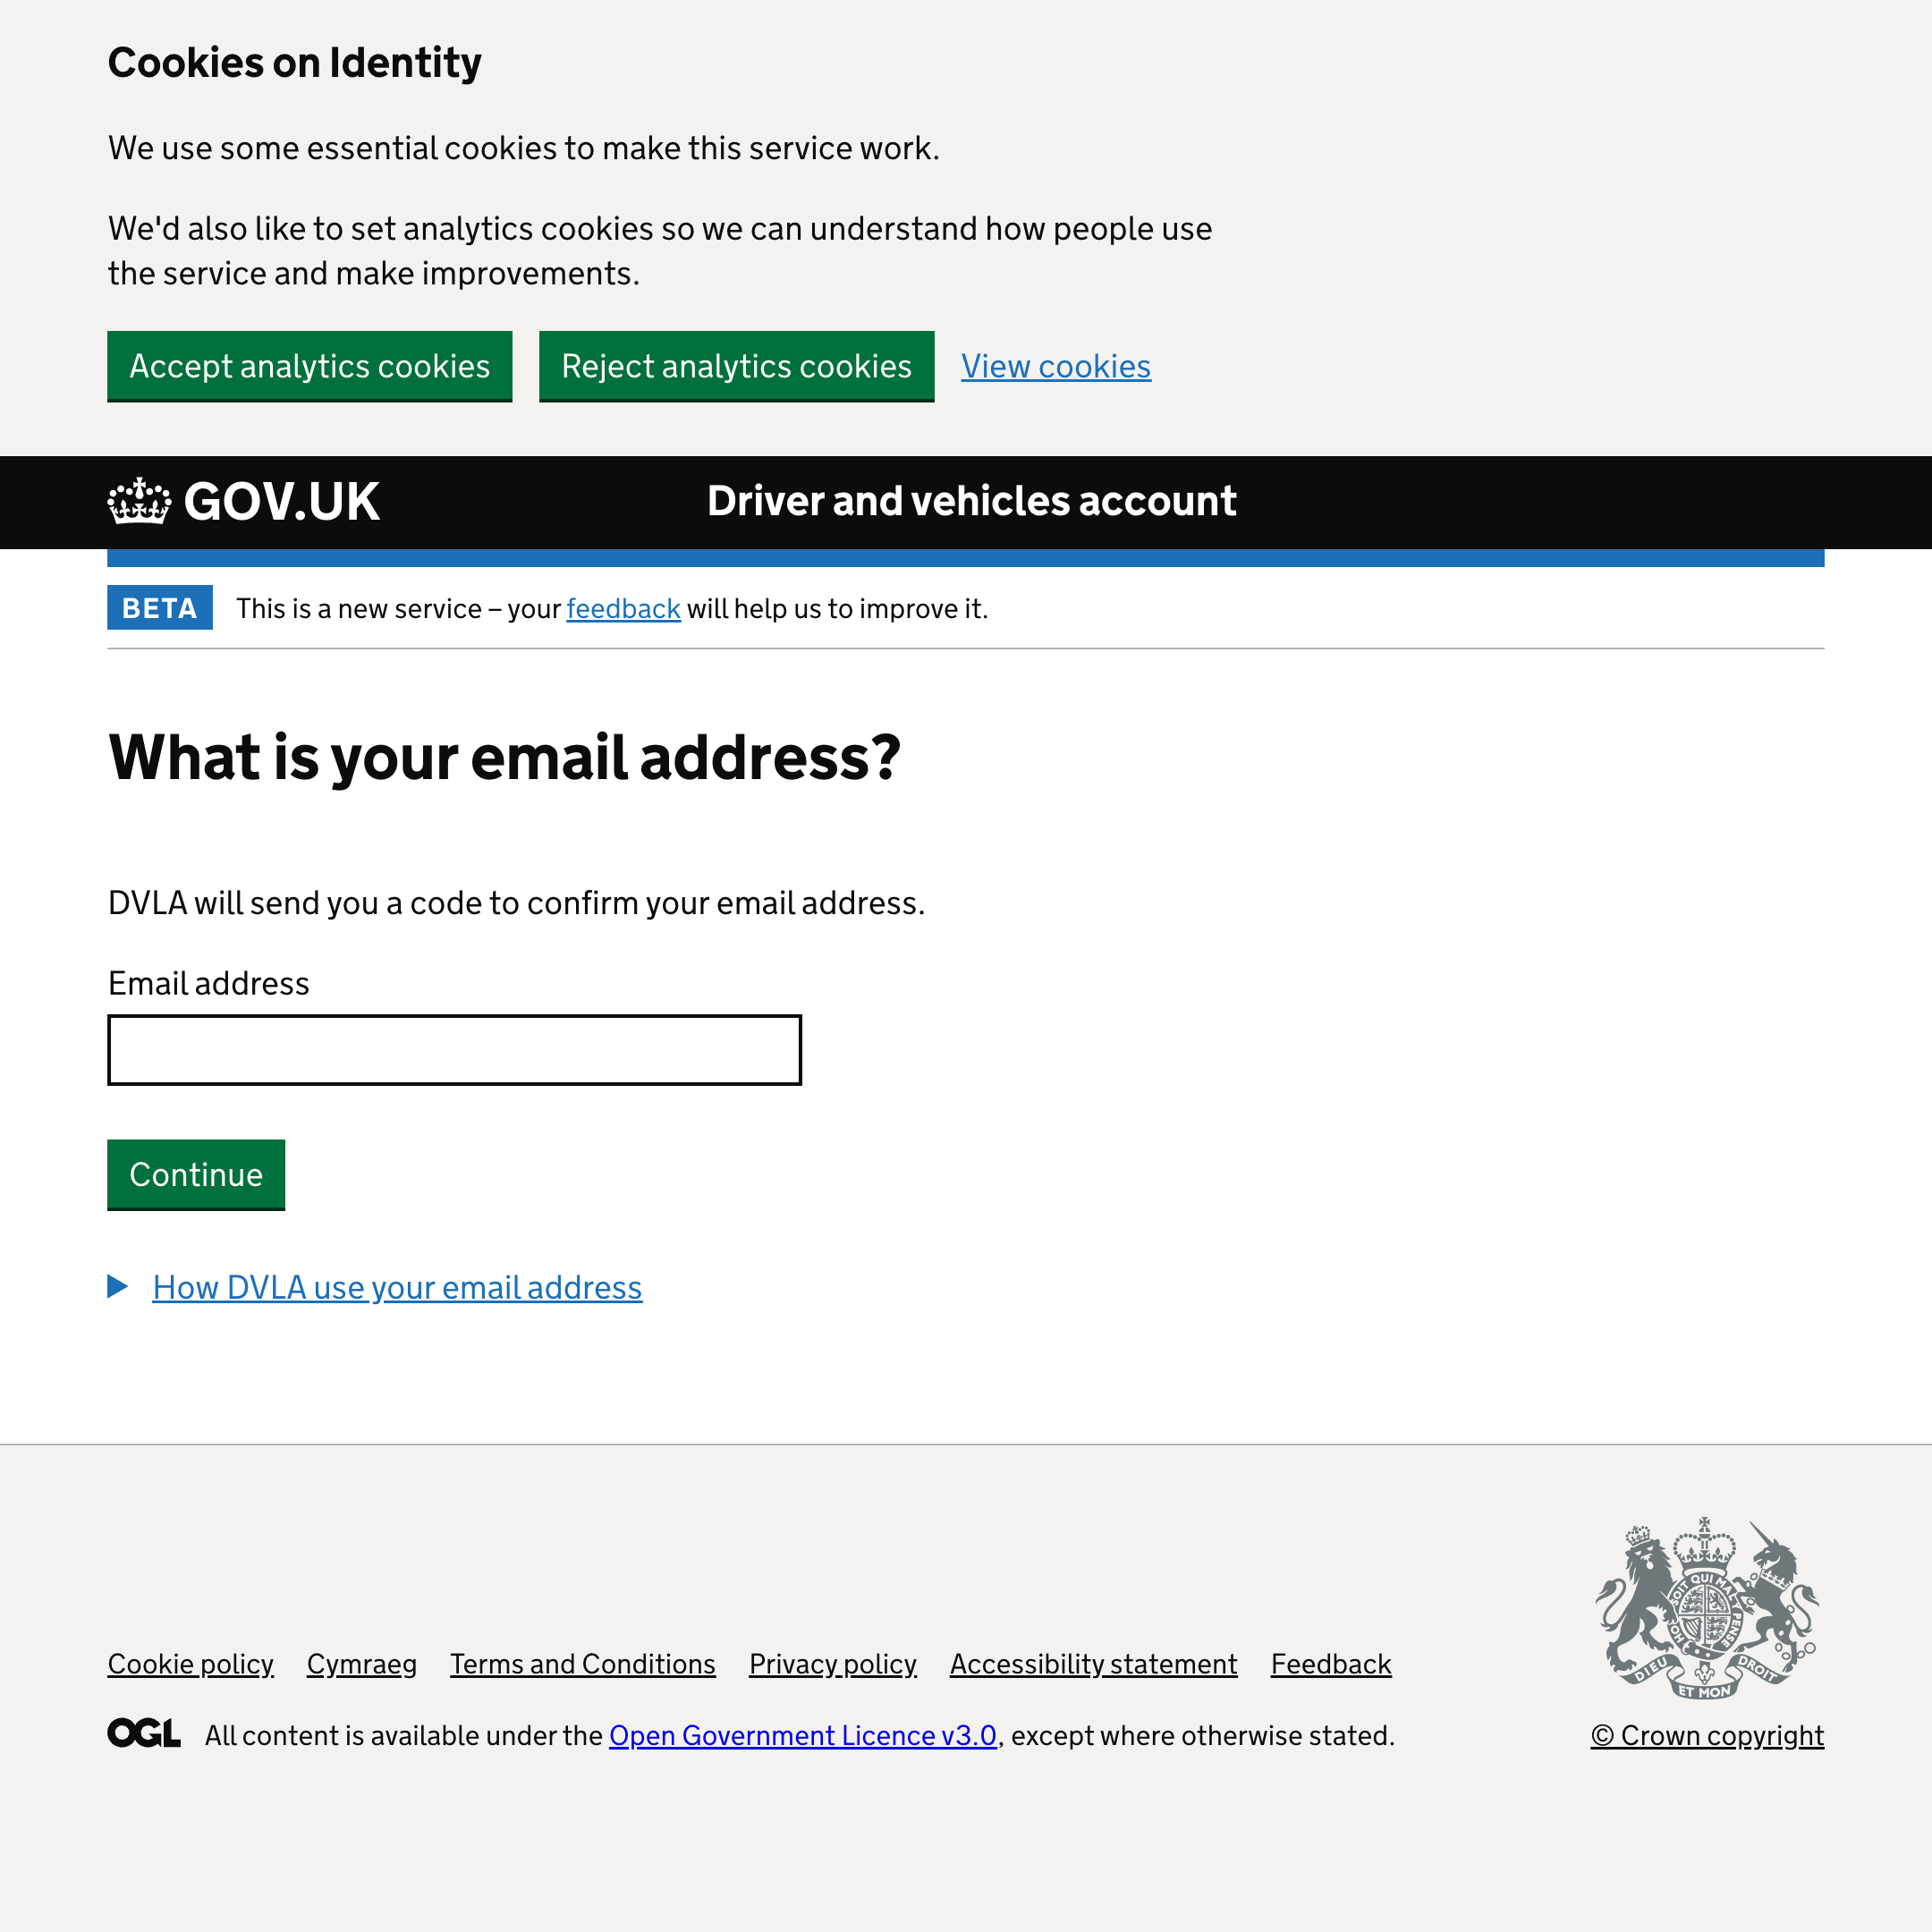 Cookies on Identity
We use some essential cookies to make this service work.
We'd also like to set analytics cookies so we can understand how people use
the service and make improvements.
Accept analytics cookies
Reject analytics cookies
View cookies
GOV.UK
Driver and vehicles account
BETA
This is a new service – your feedback will help us to improve it.
What is your email address?
DVLA will send you a code to confirm your email address.
Email address
Continue
How DVLA use your email address
Cookie policy
Cymraeg
Terms and Conditions
Privacy policy
Accessibility statement
Feedback
SOIT QUI MAL Y PENSE
HON
DIEU ET MON DROIT
OGL
All content is available under the Open Government Licence v3.0, except where otherwise stated.
© Crown copyright